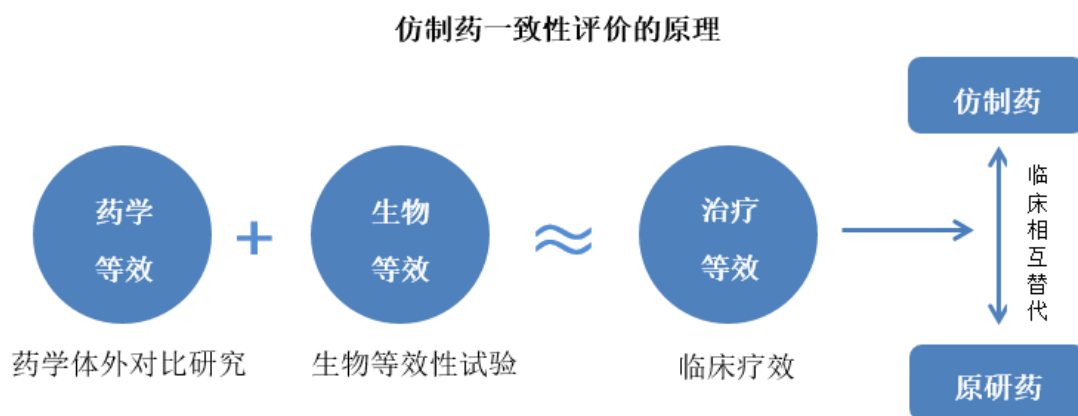 仿制药一致性评价的原理
药学
等效
+
生物
等效
≈
治疗
等效
药学体外对比研究
生物等效性试验
临床疗效
仿制药
临床相互替代
原研药